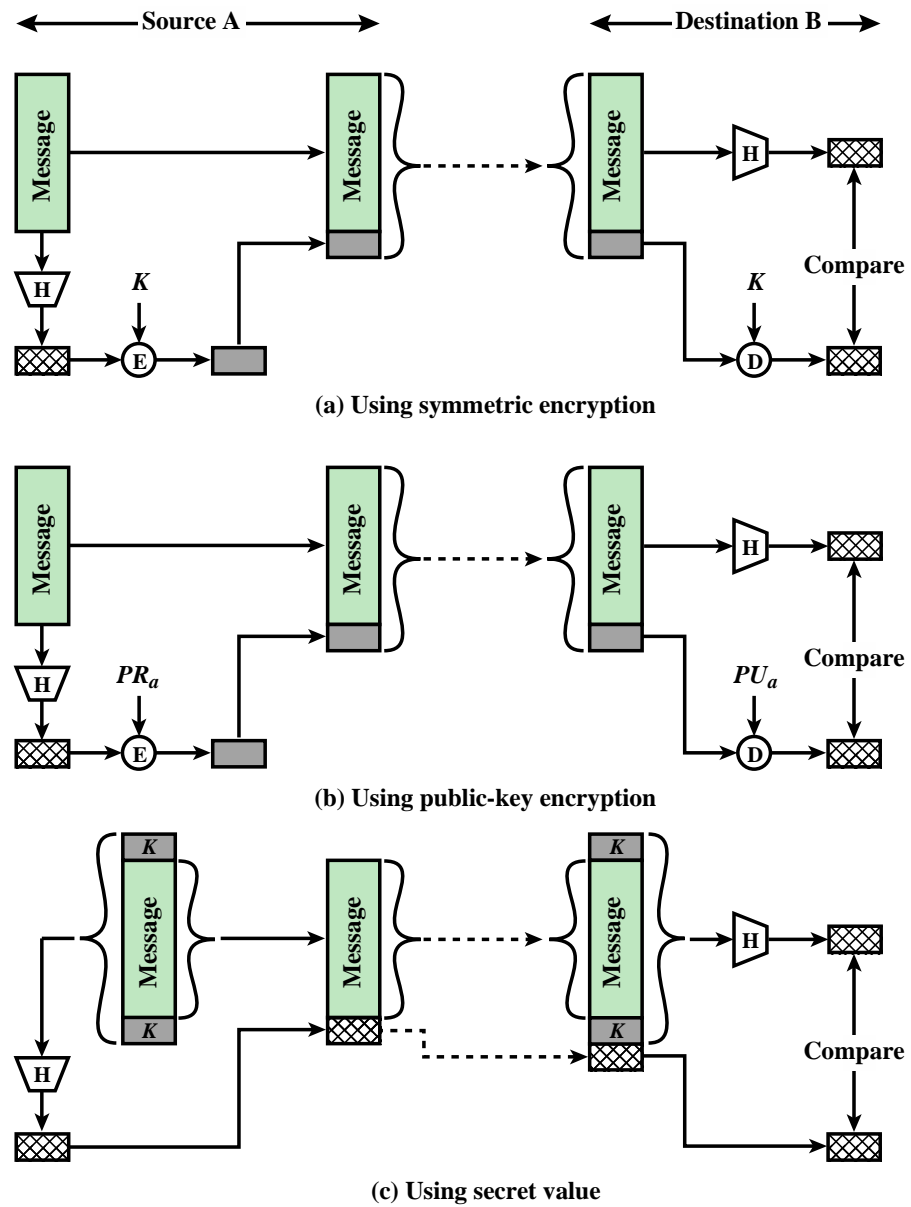 Source A
Destination B
Message
Message
Message
H
H
K
K
Compare
E
D
(a) Using symmetric encryption
Message
Message
Message
H
H
PRa
PUa
Compare
E
D
(b) Using public-key encryption
K
K
Message
Message
Message
H
K
K
H
Compare
(c) Using secret value